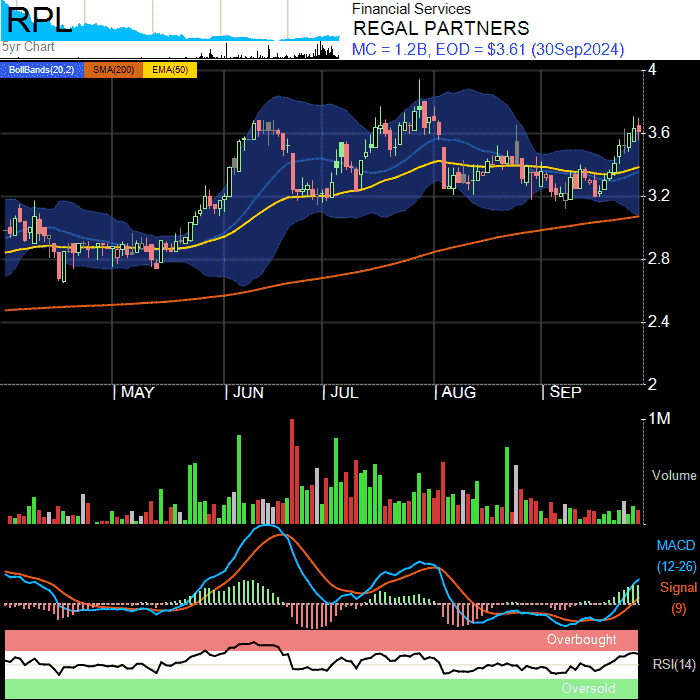 RPL
5yr Chart
Financial Services
REGAL PARTNERS
MC = 1.2B, EOD = $3.61 (30Sep2024)
BollBands(20,2) SMA(200) EMA(50)
4
3.6
3.2
2.8
2.4
2
MAY JUN JUL AUG SEP
1M
Volume
MACD
(12-26)
Signal
(9)
Overbought
RSI(14)
Oversold